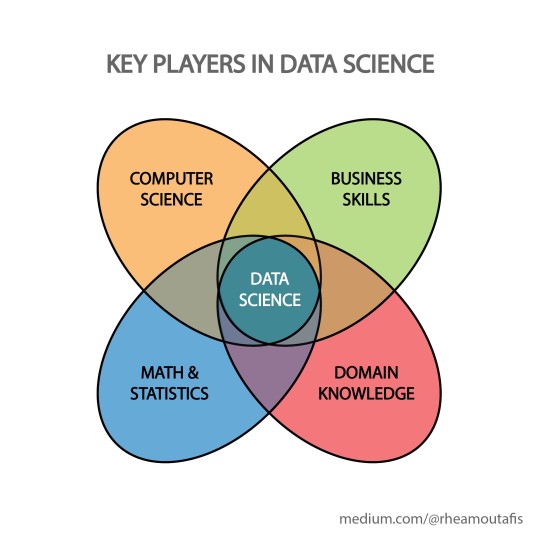 KEY PLAYERS IN DATA SCIENCE
COMPUTER
SCIENCE
BUSINESS
SKILLS
DATA
SCIENCE
MATH &
STATISTICS
DOMAIN
KNOWLEDGE
medium.com/@rheamoutafis